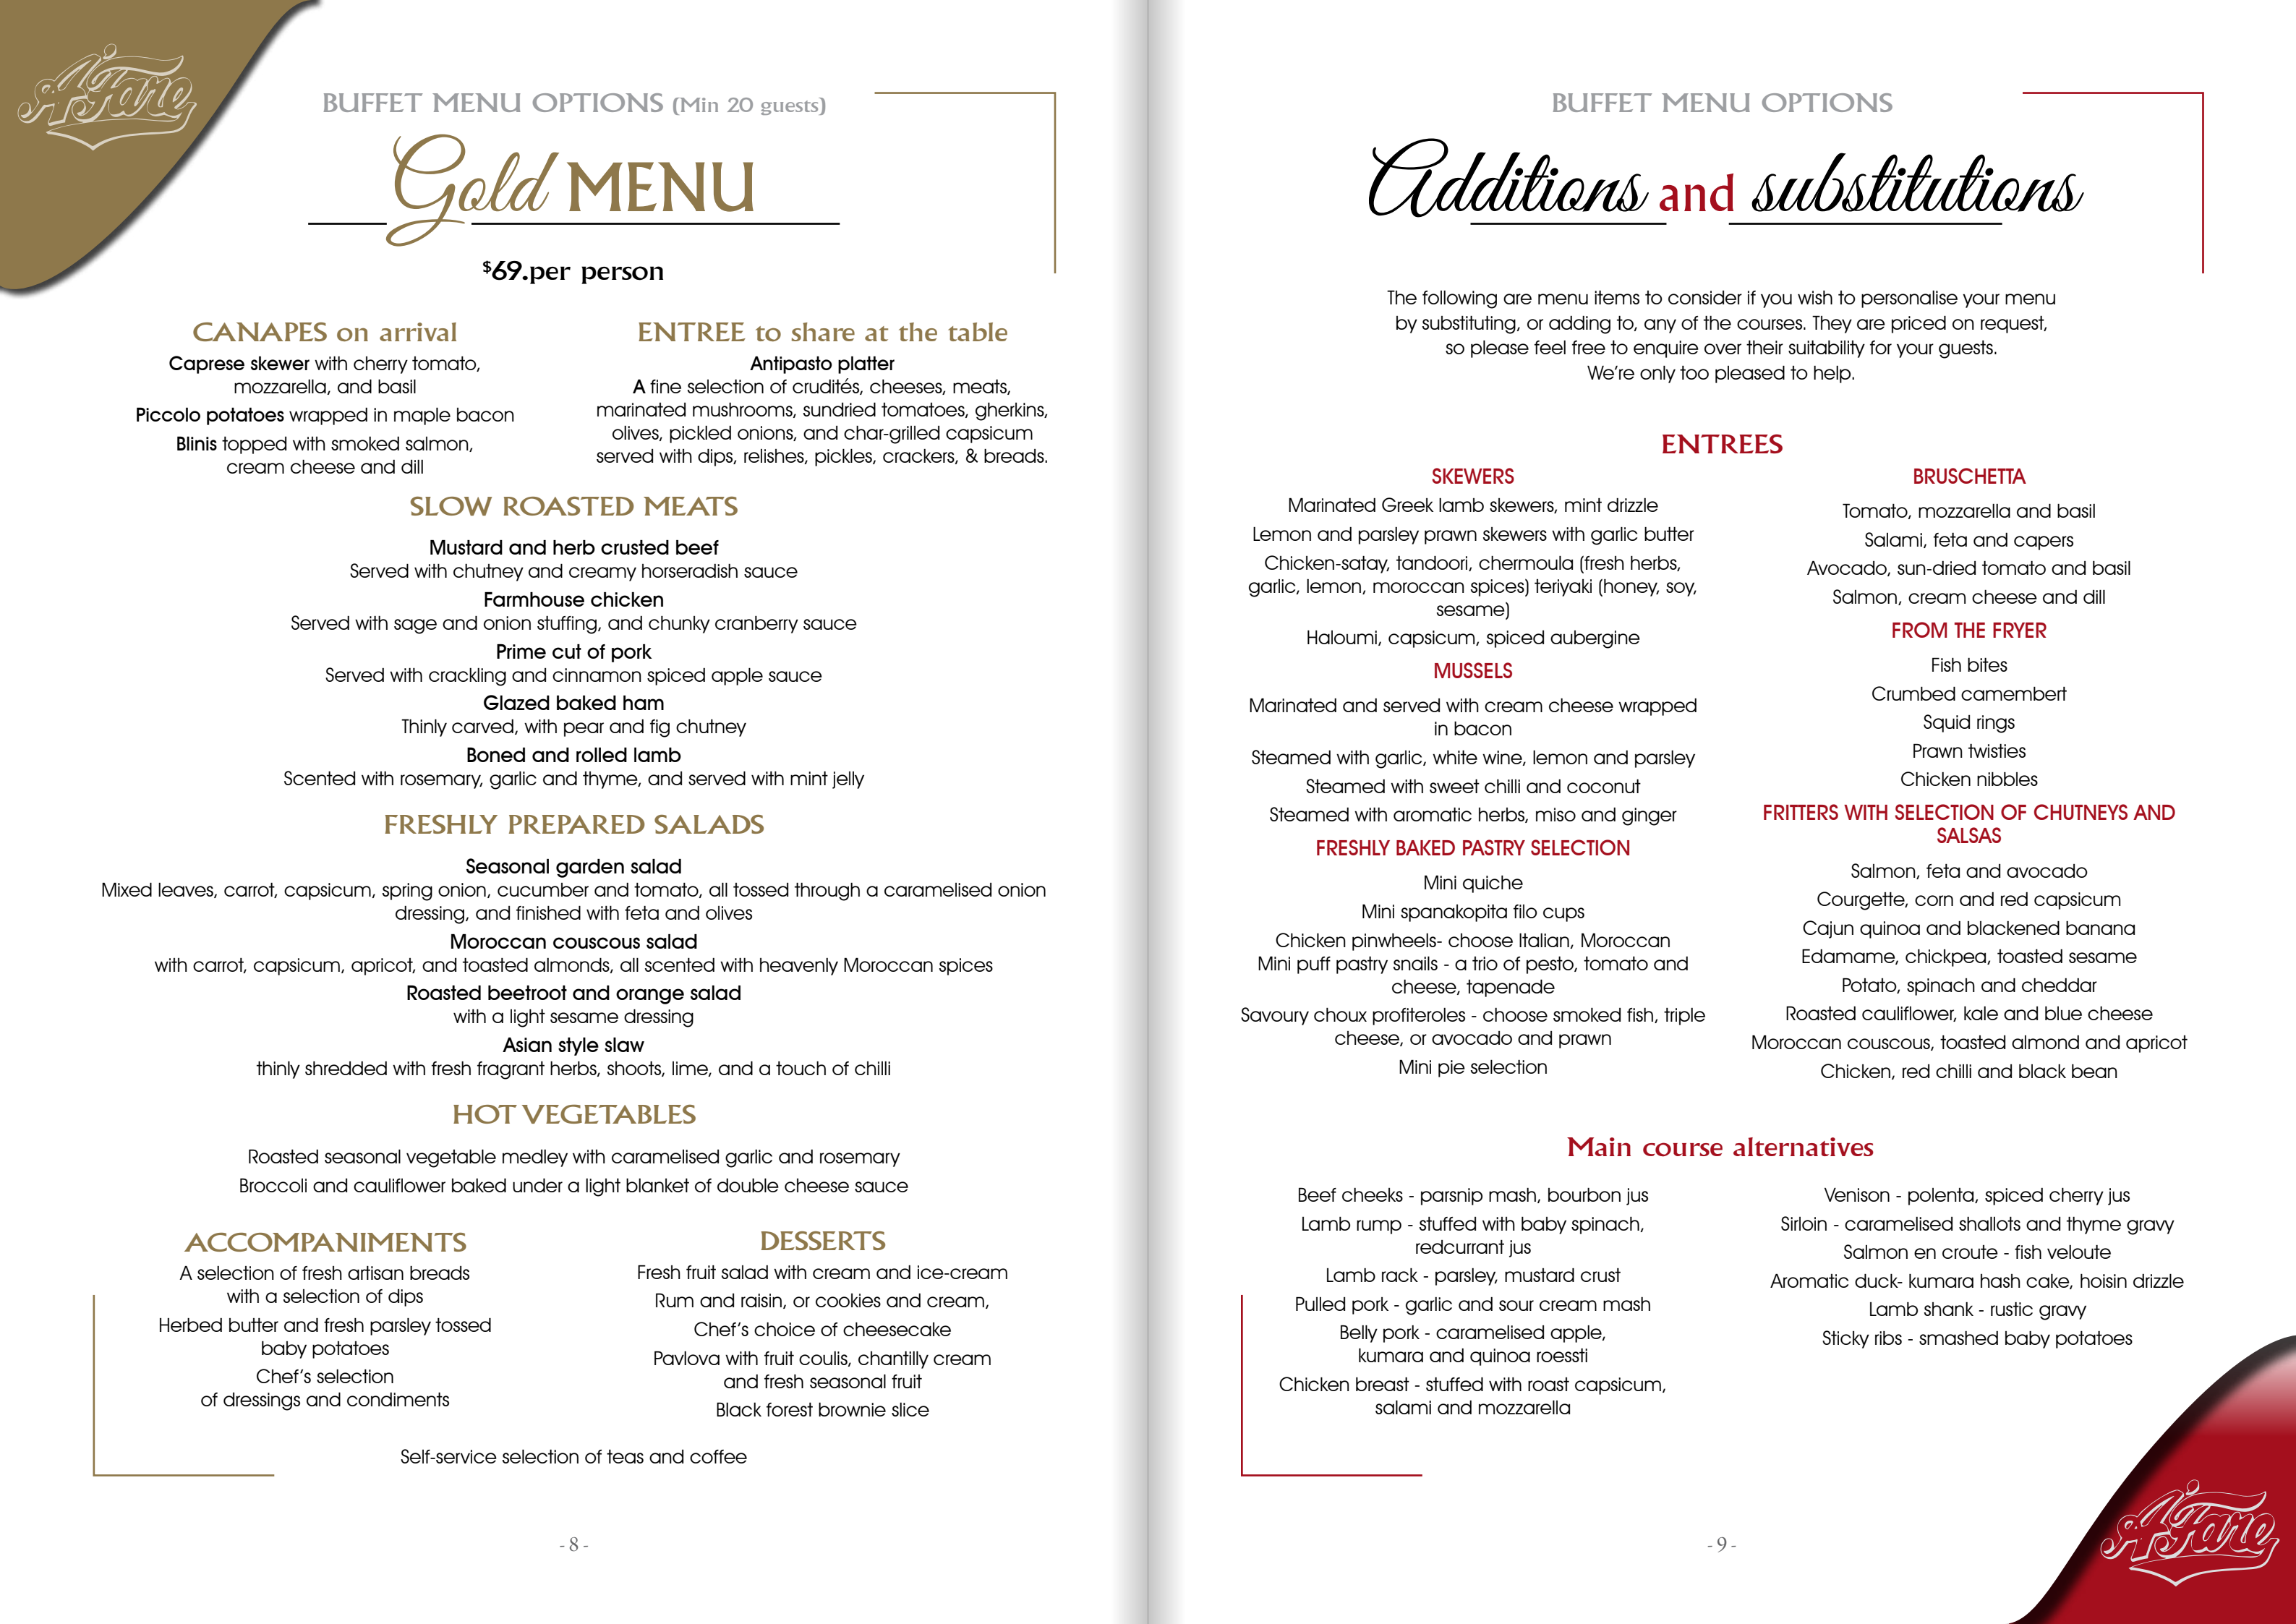 A'Fare
BUFFET MENU OPTIONS (Min 20 guests)
Gold MENU
$69.per person
CANAPES on arrival
Caprese skewer with cherry tomato,
mozzarella, and basil
Piccolo potatoes wrapped in maple bacon
Blinis topped with smoked salmon,
cream cheese and dill
ENTREE to share at the table
Antipasto platter
A fine selection of crudités, cheeses, meats,
marinated mushrooms, sundried tomatoes, gherkins,
olives, pickled onions, and char-grilled capsicum
served with dips, relishes, pickles, crackers, & breads.
SLOW ROASTED MEATS
Mustard and herb crusted beef
Served with chutney and creamy horseradish sauce
Farmhouse chicken
Served with sage and onion stuffing, and chunky cranberry sauce
Prime cut of pork
Served with crackling and cinnamon spiced apple sauce
Glazed baked ham
Thinly carved, with pear and fig chutney
Boned and rolled lamb
Scented with rosemary, garlic and thyme, and served with mint jelly
FRESHLY PREPARED SALADS
Seasonal garden salad
Mixed leaves, carrot, capsicum, spring onion, cucumber and tomato, all tossed through a caramelised onion
dressing, and finished with feta and olives
Moroccan couscous salad
with carrot, capsicum, apricot, and toasted almonds, all scented with heavenly Moroccan spices
Roasted beetroot and orange salad
with a light sesame dressing
Asian style slaw
thinly shredded with fresh fragrant herbs, shoots, lime, and a touch of chilli
HOT VEGETABLES
Roasted seasonal vegetable medley with caramelised garlic and rosemary
Broccoli and cauliflower baked under a light blanket of double cheese sauce
ACCOMPANIMENTS
A selection of fresh artisan breads
with a selection of dips
Herbed butter and fresh parsley tossed
baby potatoes
Chef's selection
of dressings and condiments
DESSERTS
Fresh fruit salad with cream and ice-cream
Rum and raisin, or cookies and cream,
Chef's choice of cheesecake
Pavlova with fruit coulis, chantilly cream
and fresh seasonal fruit
Black forest brownie slice
Self-service selection of teas and coffee
- 8 -
BUFFET MENU OPTIONS
Additions and substitutions
The following are menu items to consider if you wish to personalise your menu
by substituting, or adding to, any of the courses. They are priced on request,
so please feel free to enquire over their suitability for your guests.
We're only too pleased to help.
ENTREES
SKEWERS
Marinated Greek lamb skewers, mint drizzle
Lemon and parsley prawn skewers with garlic butter
Chicken-satay, tandoori, chermoula (fresh herbs,
garlic, lemon, moroccan spices) teriyaki (honey, soy,
sesame)
Haloumi, capsicum, spiced aubergine
MUSSELS
Marinated and served with cream cheese wrapped
in bacon
Steamed with garlic, white wine, lemon and parsley
Steamed with sweet chilli and coconut
Steamed with aromatic herbs, miso and ginger
FRESHLY BAKED PASTRY SELECTION
Mini quiche
Mini spanakopita filo cups
Chicken pinwheels- choose Italian, Moroccan
Mini puff pastry snails - a trio of pesto, tomato and
cheese, tapenade
Savoury choux profiteroles - choose smoked fish, triple
cheese, or avocado and prawn
Mini pie selection
BRUSCHETTA
Tomato, mozzarella and basil
Salami, feta and capers
Avocado, sun-dried tomato and basil
Salmon, cream cheese and dill
FROM THE FRYER
Fish bites
Crumbed camembert
Squid rings
Prawn twisties
Chicken nibbles
FRITTERS WITH SELECTION OF CHUTNEYS AND
SALSAS
Salmon, feta and avocado
Courgette, corn and red capsicum
Cajun quinoa and blackened banana
Edamame, chickpea, toasted sesame
Potato, spinach and cheddar
Roasted cauliflower, kale and blue cheese
Moroccan couscous, toasted almond and apricot
Chicken, red chilli and black bean
Main course alternatives
Beef cheeks - parsnip mash, bourbon jus
Lamb rump - stuffed with baby spinach,
redcurrant jus
Lamb rack - parsley, mustard crust
Pulled pork - garlic and sour cream mash
Belly pork - caramelised apple,
kumara and quinoa roessti
Chicken breast - stuffed with roast capsicum,
salami and mozzarella
Venison - polenta, spiced cherry jus
Sirloin - caramelised shallots and thyme gravy
Salmon en croute - fish veloute
Aromatic duck- kumara hash cake, hoisin drizzle
Lamb shank - rustic gravy
Sticky ribs - smashed baby potatoes
- 9 -
A'Fare